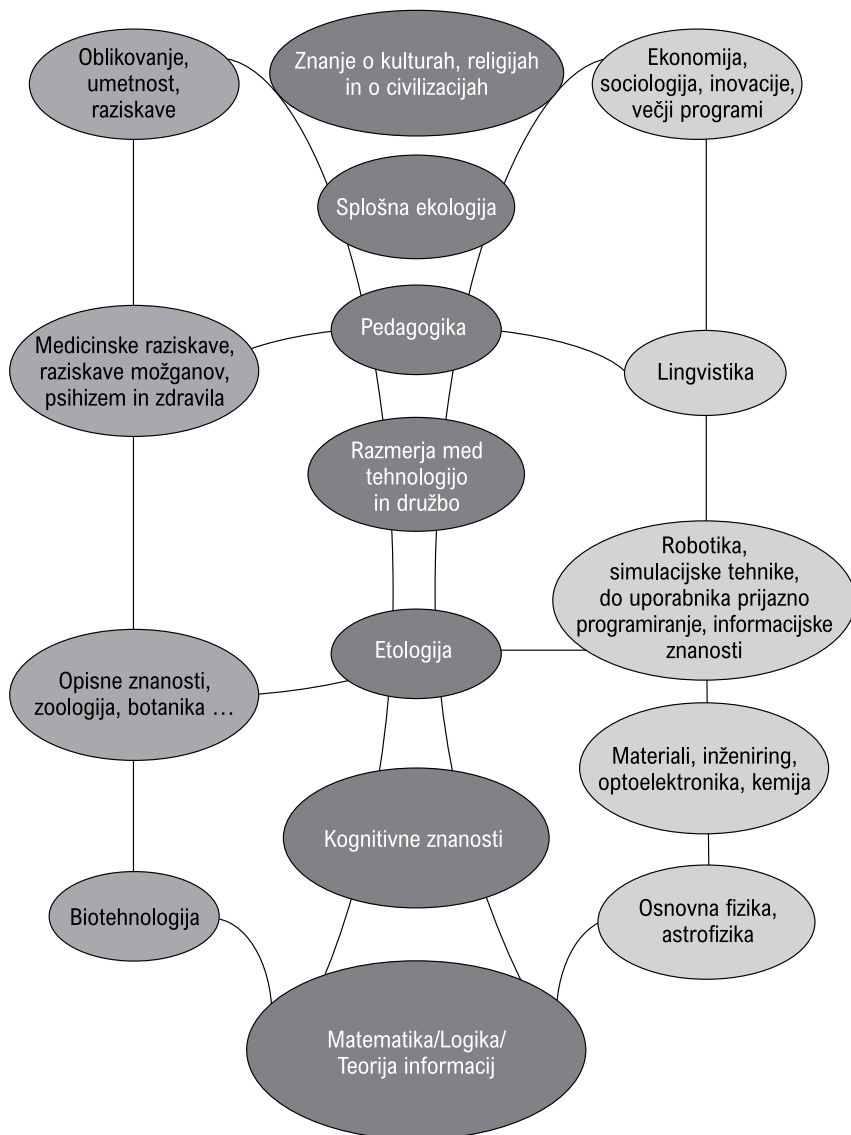 Oblikovanje,
umetnost,
raziskave
Znanje o kulturah, religijah
in o civilizacijah
Ekonomija,
sociologija, inovacije,
večji programi
Splošna ekologija
Pedagogika
Medicinske raziskave,
raziskave možganov,
psihizem in zdravila
Lingvistika
Razmerja med
tehnologijo
in družbo
Robotika,
simulacijske tehnike,
do uporabnika prijazno
programiranje, informacijske
znanosti
Etologija
Opisne znanosti,
zoologija, botanika …
Materiali, inženiring,
optoelektronika, kemija
Kognitivne znanosti
Biotehnologija
Osnovna fizika,
astrofizika
Matematika/Logika/
Teorija informacij